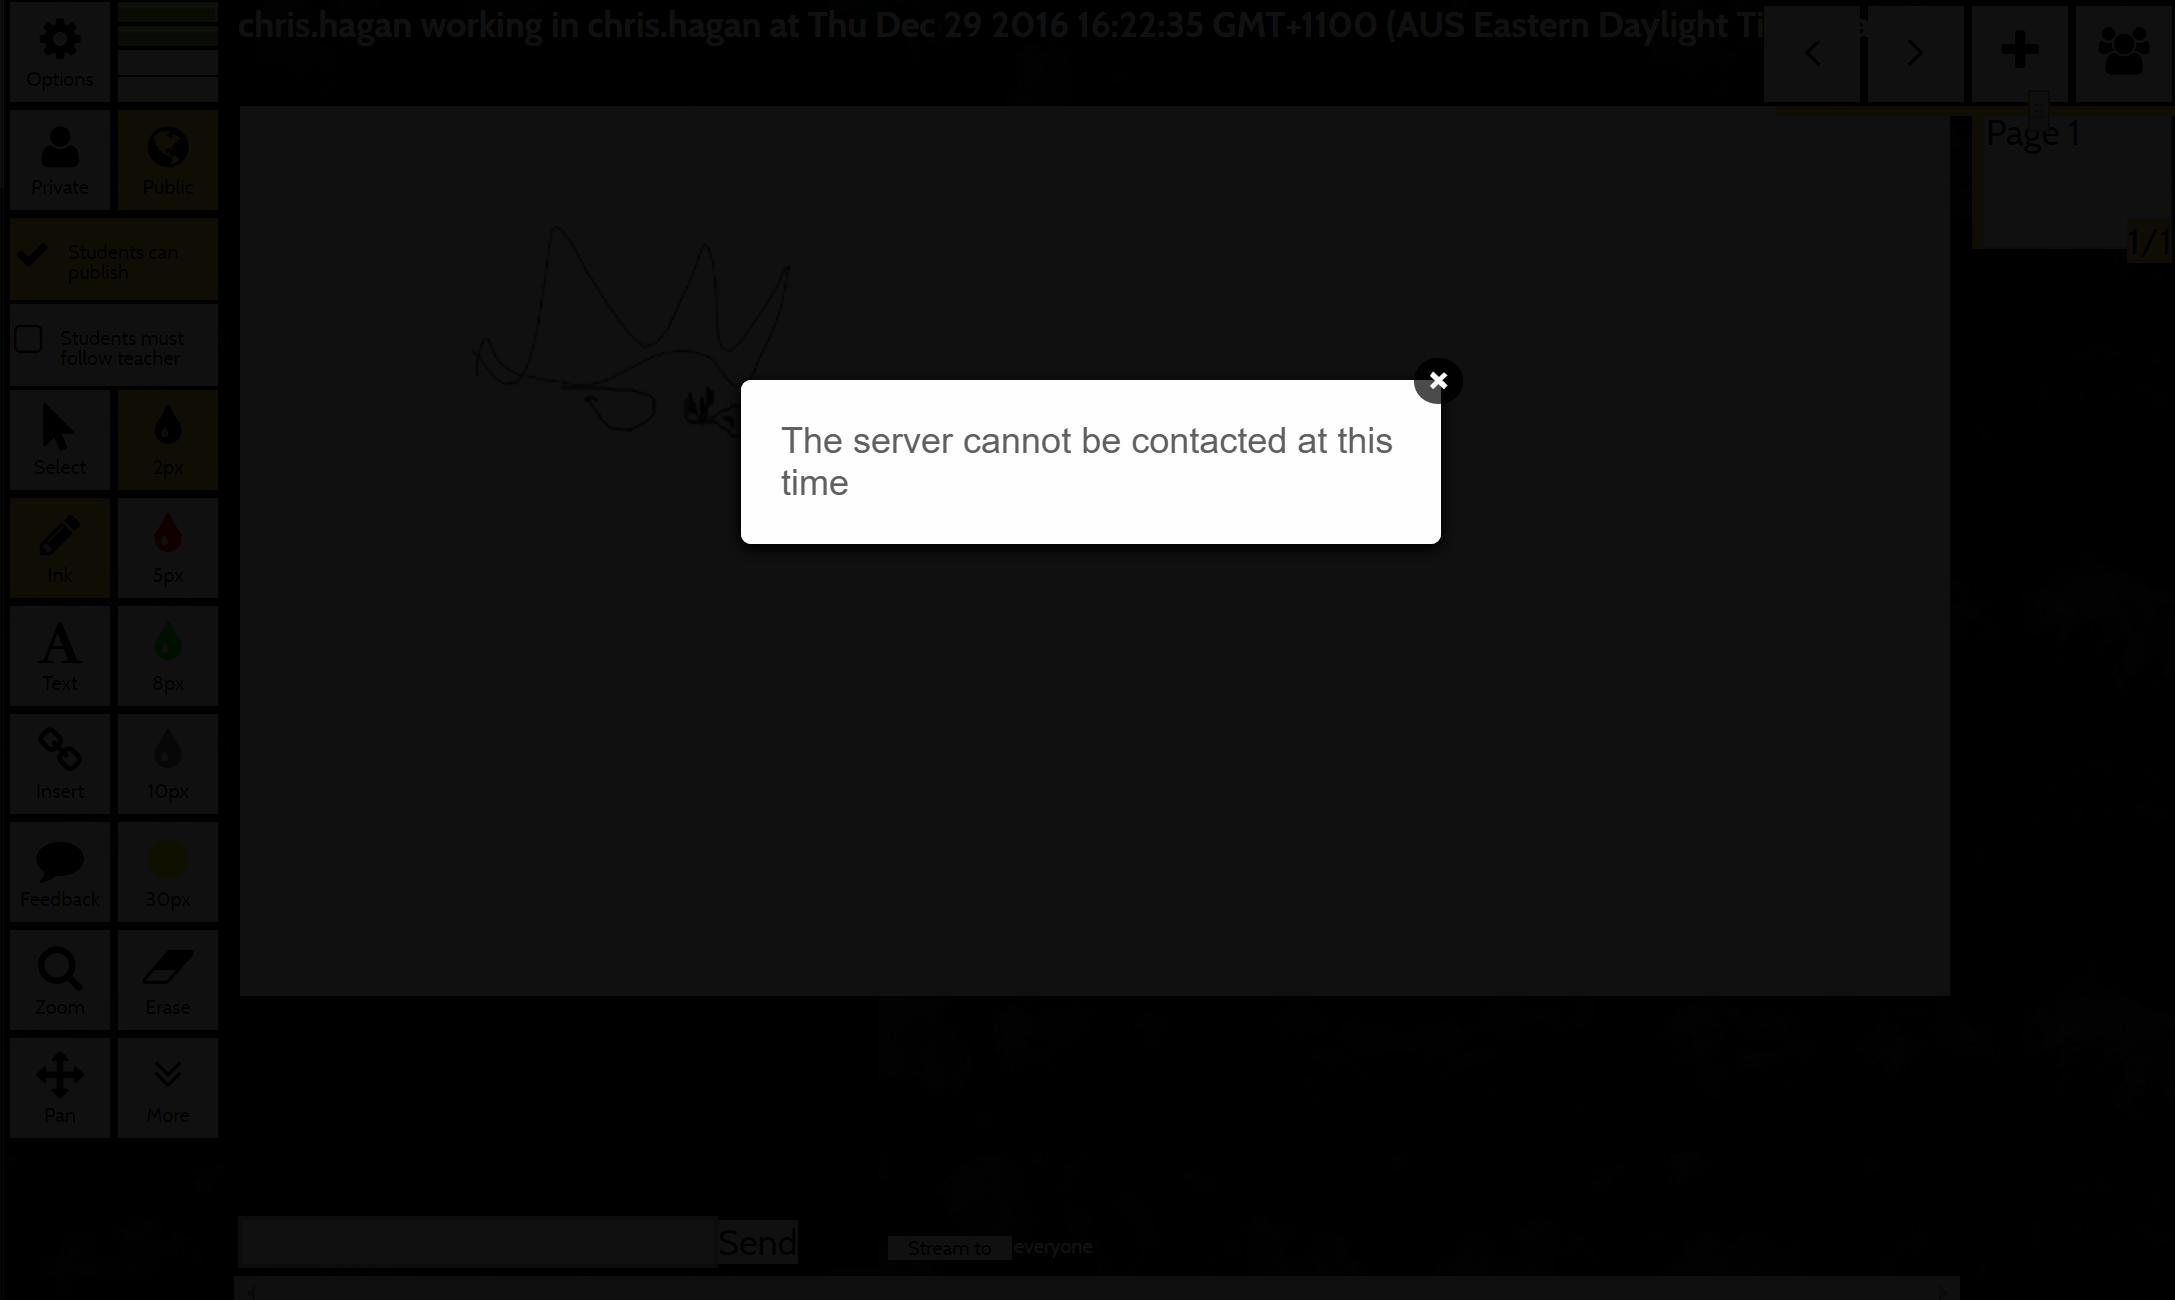 chris.hagan working in chris.hagan at Thu Dec 29 2016 16:22:35 GMT+1100 (AUS Eastern Daylight
Options
Private
Public
Page 1
1/1
Students can
publish
Students must
follow teacher
Select
2px
The server cannot be contacted at this
time
Ink
5px
Text
8px
Insert
10px
Feedback
30px
Zoom
Erase
Pan
More
Send
Stream to
everyone